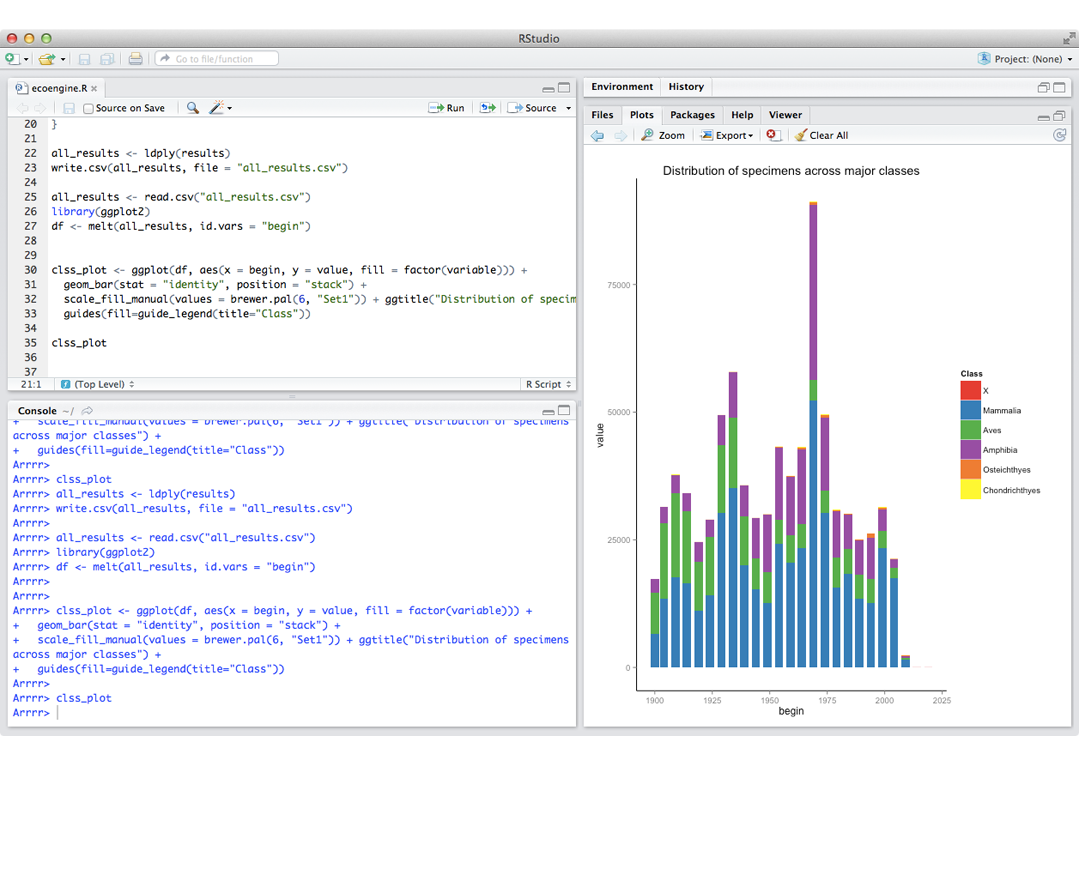 RStudio
Go to file/function
Project: (None)
ecoengine.R
Source on Save
Run
Source
20 }
21
22 all_results <- ldply(results)
23 write.csv(all_results, file = "all_results.csv")
24
25 all_results <- read.csv("all_results.csv")
26 library(ggplot2)
27 df <- melt(all_results, id.vars = "begin")
28
29
30 clss_plot <- ggplot(df, aes(x = begin, y = value, fill = factor(variable))) +
31 geom_bar(stat = "identity", position = "stack") +
32 scale_fill_manual(values = brewer.pal(6, "Set1")) + ggtitle("Distribution of specim
33 guides(fill=guide_legend(title="Class"))
34
35 clss_plot
36
37
21:1 (Top Level) R Script
Console ~/
+ scale_fill_manual(values = brewer.pal(6, "Set1")) + ggtitle("Distribution of specimens
across major classes") +
+ guides(fill=guide_legend(title="Class"))
Arrrr>
Arrrr> clss_plot
Arrrr> all_results <- ldply(results)
Arrrr> write.csv(all_results, file = "all_results.csv")
Arrrr>
Arrrr> all_results <- read.csv("all_results.csv")
Arrrr> library(ggplot2)
Arrrr> df <- melt(all_results, id.vars = "begin")
Arrrr>
Arrrr>
Arrrr> clss_plot <- ggplot(df, aes(x = begin, y = value, fill = factor(variable))) +
+ geom_bar(stat = "identity", position = "stack") +
+ scale_fill_manual(values = brewer.pal(6, "Set1")) + ggtitle("Distribution of specimens
across major classes") +
+ guides(fill=guide_legend(title="Class"))
Arrrr>
Arrrr> clss_plot
Arrrr>
Environment History
Files Plots Packages Help Viewer
Zoom Export Clear All
Distribution of specimens across major classes
75000
50000
25000
0
value
1900 1925 1950 1975 2000 2025
begin
Class
X
Mammalia
Aves
Amphibia
Osteichthyes
Chondrichthyes